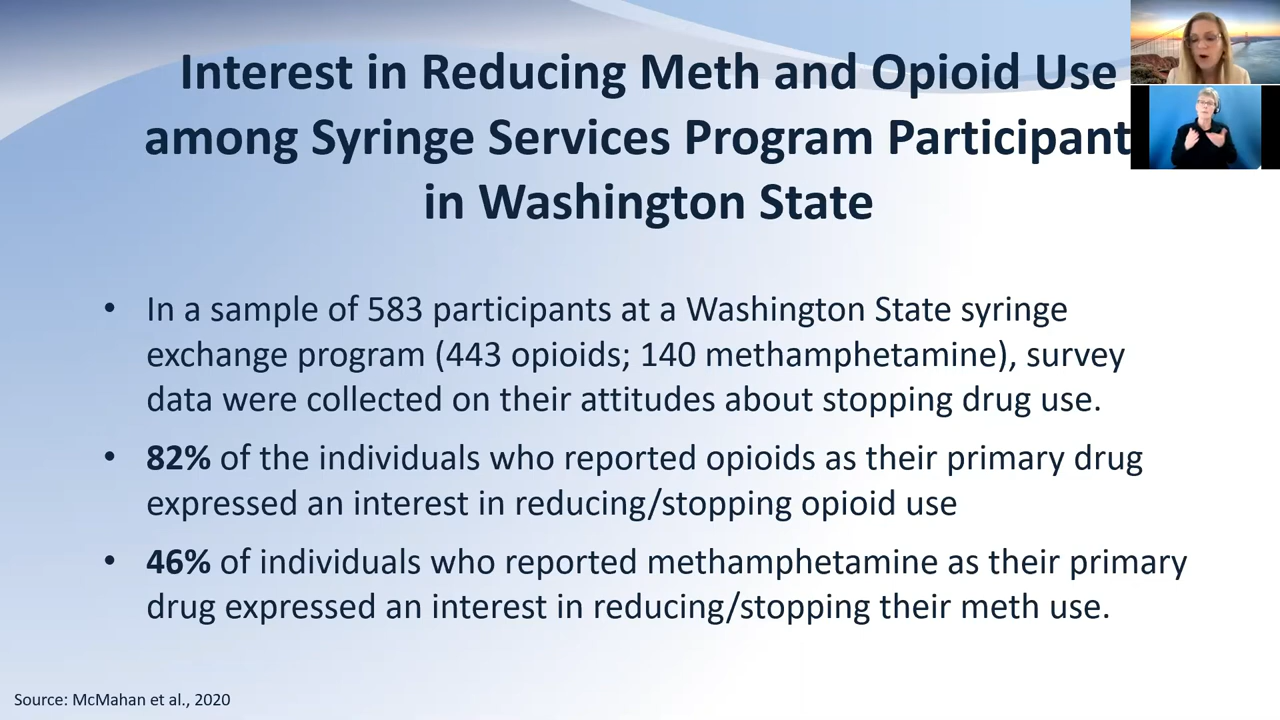 Interest in Reducing Meth and Opioid Use
among Syringe Services Program Participant
in Washington State
• In a sample of 583 participants at a Washington State syringe
exchange program (443 opioids; 140 methamphetamine), survey
data were collected on their attitudes about stopping drug use.
• 82% of the individuals who reported opioids as their primary drug
expressed an interest in reducing/stopping opioid use
• 46% of individuals who reported methamphetamine as their primary
drug expressed an interest in reducing/stopping their meth use.
Source: McMahan et al., 2020